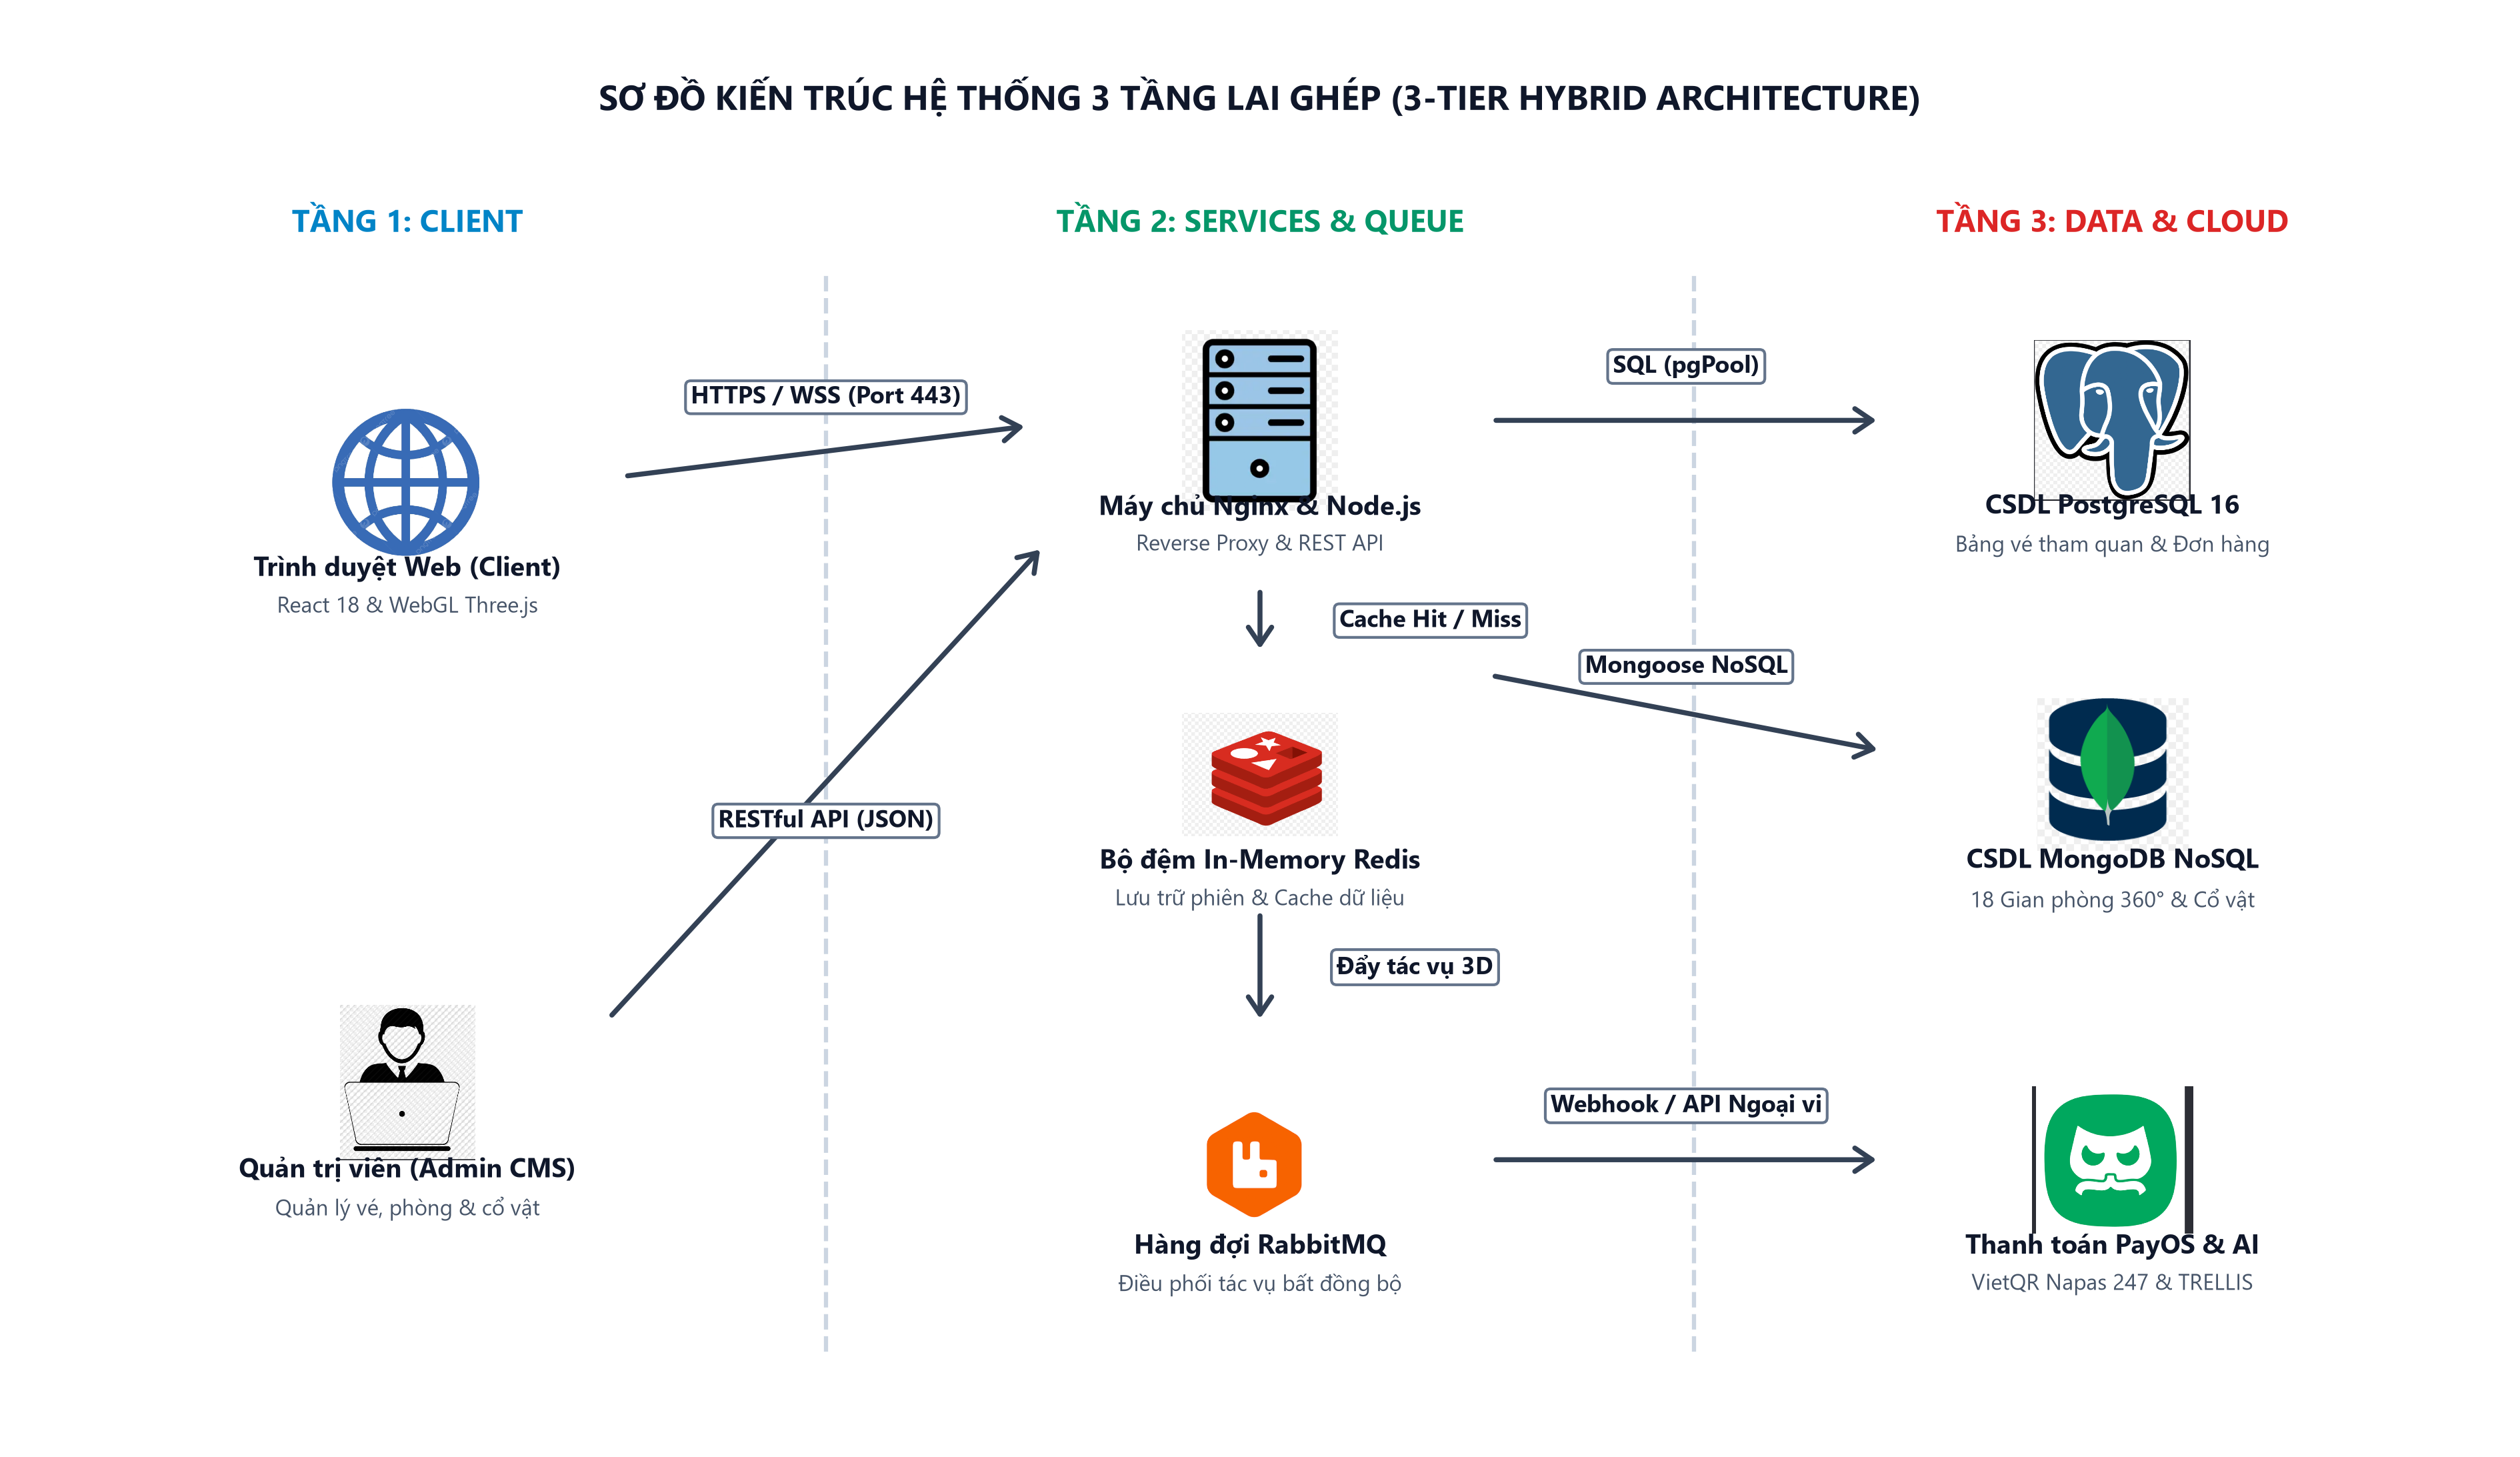 SƠ ĐỒ KIẾN TRÚC HỆ THỐNG 3 TẦNG LAI GHÉP (3-TIER HYBRID ARCHITECTURE)
TẦNG 1: CLIENT
TẦNG 2: SERVICES & QUEUE
TẦNG 3: DATA & CLOUD
HTTPS / WSS (Port 443)
SQL (pgPool)
Trình duyệt Web (Client)
React 18 & WebGL Three.js
Máy chủ Nginx & Node.js
Reverse Proxy & REST API
CSDL PostgreSQL 16
Bảng vé tham quan & Đơn hàng
Cache Hit / Miss
Mongoose NoSQL
RESTful API (JSON)
Bộ đệm In-Memory Redis
Lưu trữ phiên & Cache dữ liệu
CSDL MongoDB NoSQL
18 Gian phòng 360° & Cổ vật
Đẩy tác vụ 3D
Webhook / API Ngoại vi
Quản trị viên (Admin CMS)
Quản lý vé, phòng & cổ vật
Hàng đợi RabbitMQ
Điều phối tác vụ bất đồng bộ
Thanh toán PayOS & AI
VietQR Napas 247 & TRELLIS